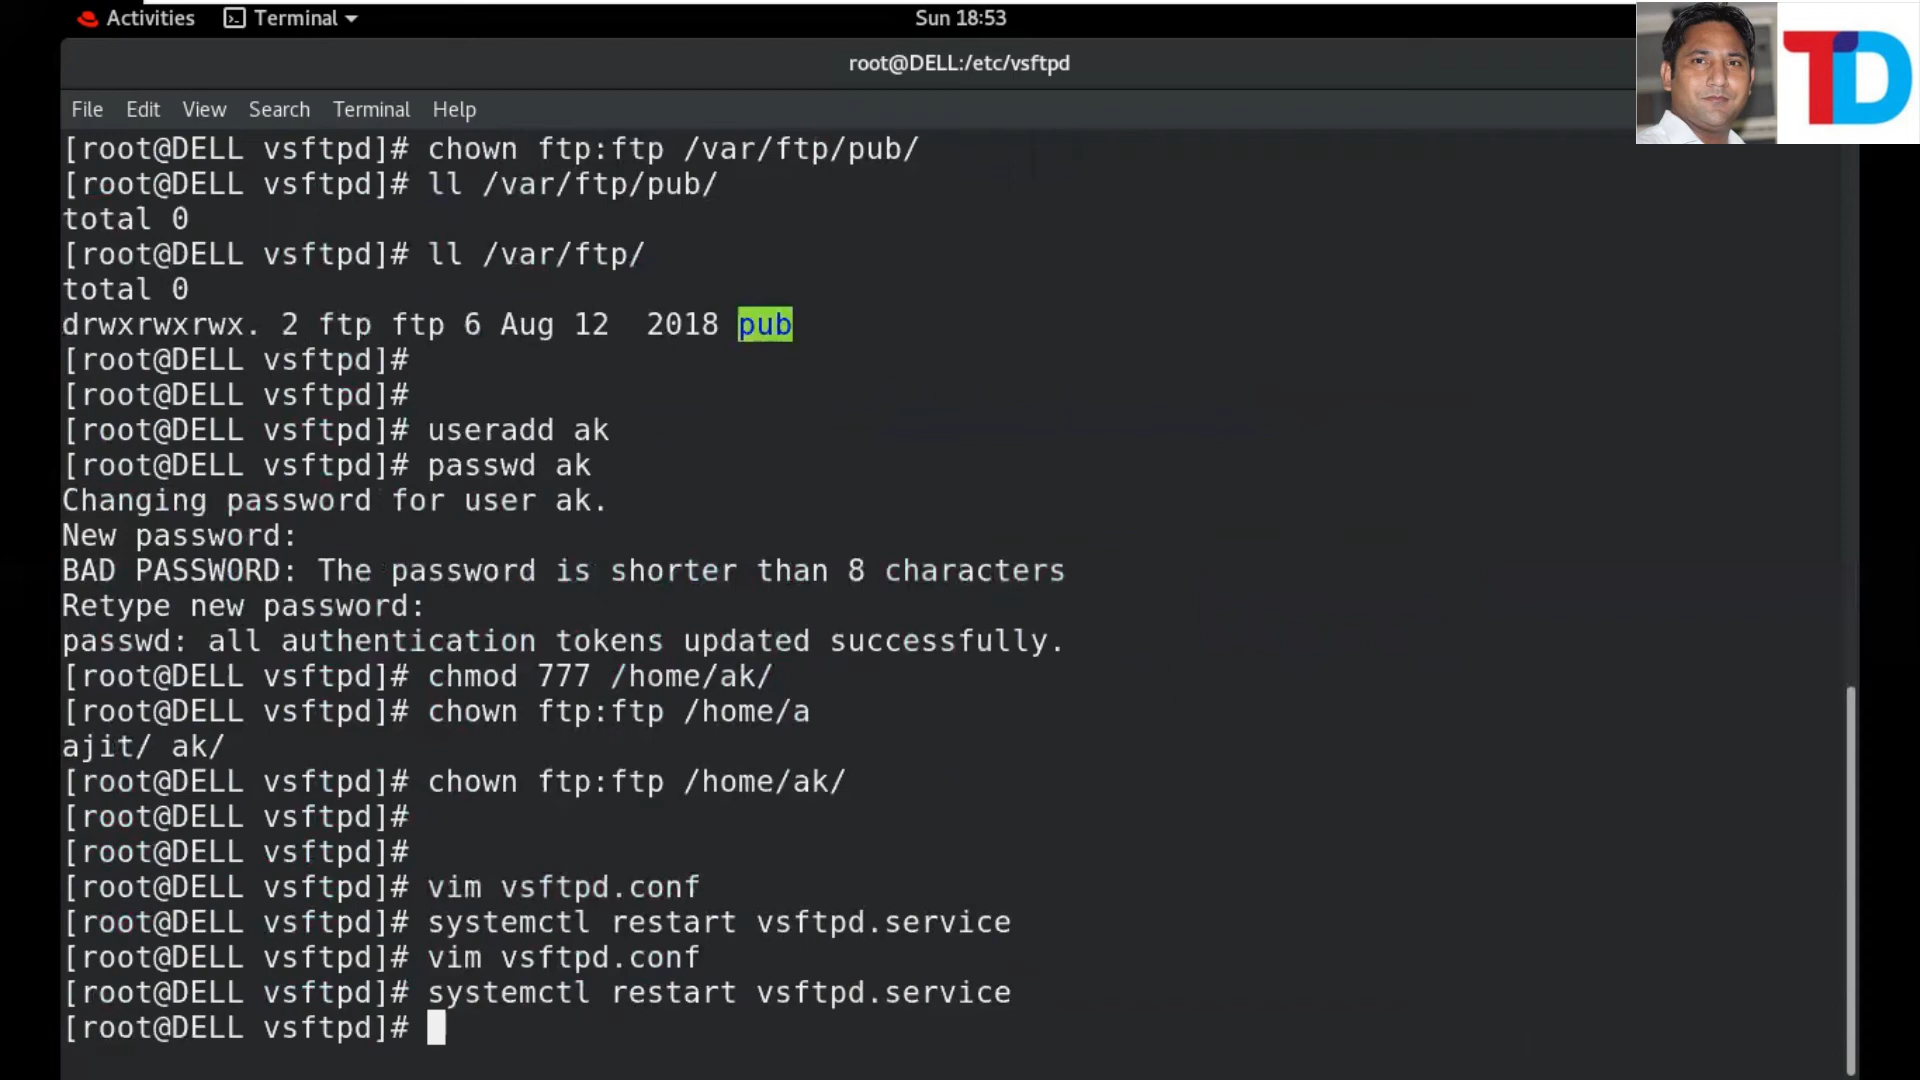 Activities Terminal Sun 18:53
root@DELL:/etc/vsftpd
TD
File Edit View Search Terminal Help
[root@DELL vsftpd]# chown ftp:ftp /var/ftp/pub/
[root@DELL vsftpd]# ll /var/ftp/pub/
total 0
[root@DELL vsftpd]# ll /var/ftp/
total 0
drwxrwxrwx. 2 ftp ftp 6 Aug 12  2018 pub
[root@DELL vsftpd]#
[root@DELL vsftpd]#
[root@DELL vsftpd]# useradd ak
[root@DELL vsftpd]# passwd ak
Changing password for user ak.
New password:
BAD PASSWORD: The password is shorter than 8 characters
Retype new password:
passwd: all authentication tokens updated successfully.
[root@DELL vsftpd]# chmod 777 /home/ak/
[root@DELL vsftpd]# chown ftp:ftp /home/a
ajit/ ak/
[root@DELL vsftpd]# chown ftp:ftp /home/ak/
[root@DELL vsftpd]#
[root@DELL vsftpd]#
[root@DELL vsftpd]# vim vsftpd.conf
[root@DELL vsftpd]# systemctl restart vsftpd.service
[root@DELL vsftpd]# vim vsftpd.conf
[root@DELL vsftpd]# systemctl restart vsftpd.service
[root@DELL vsftpd]#